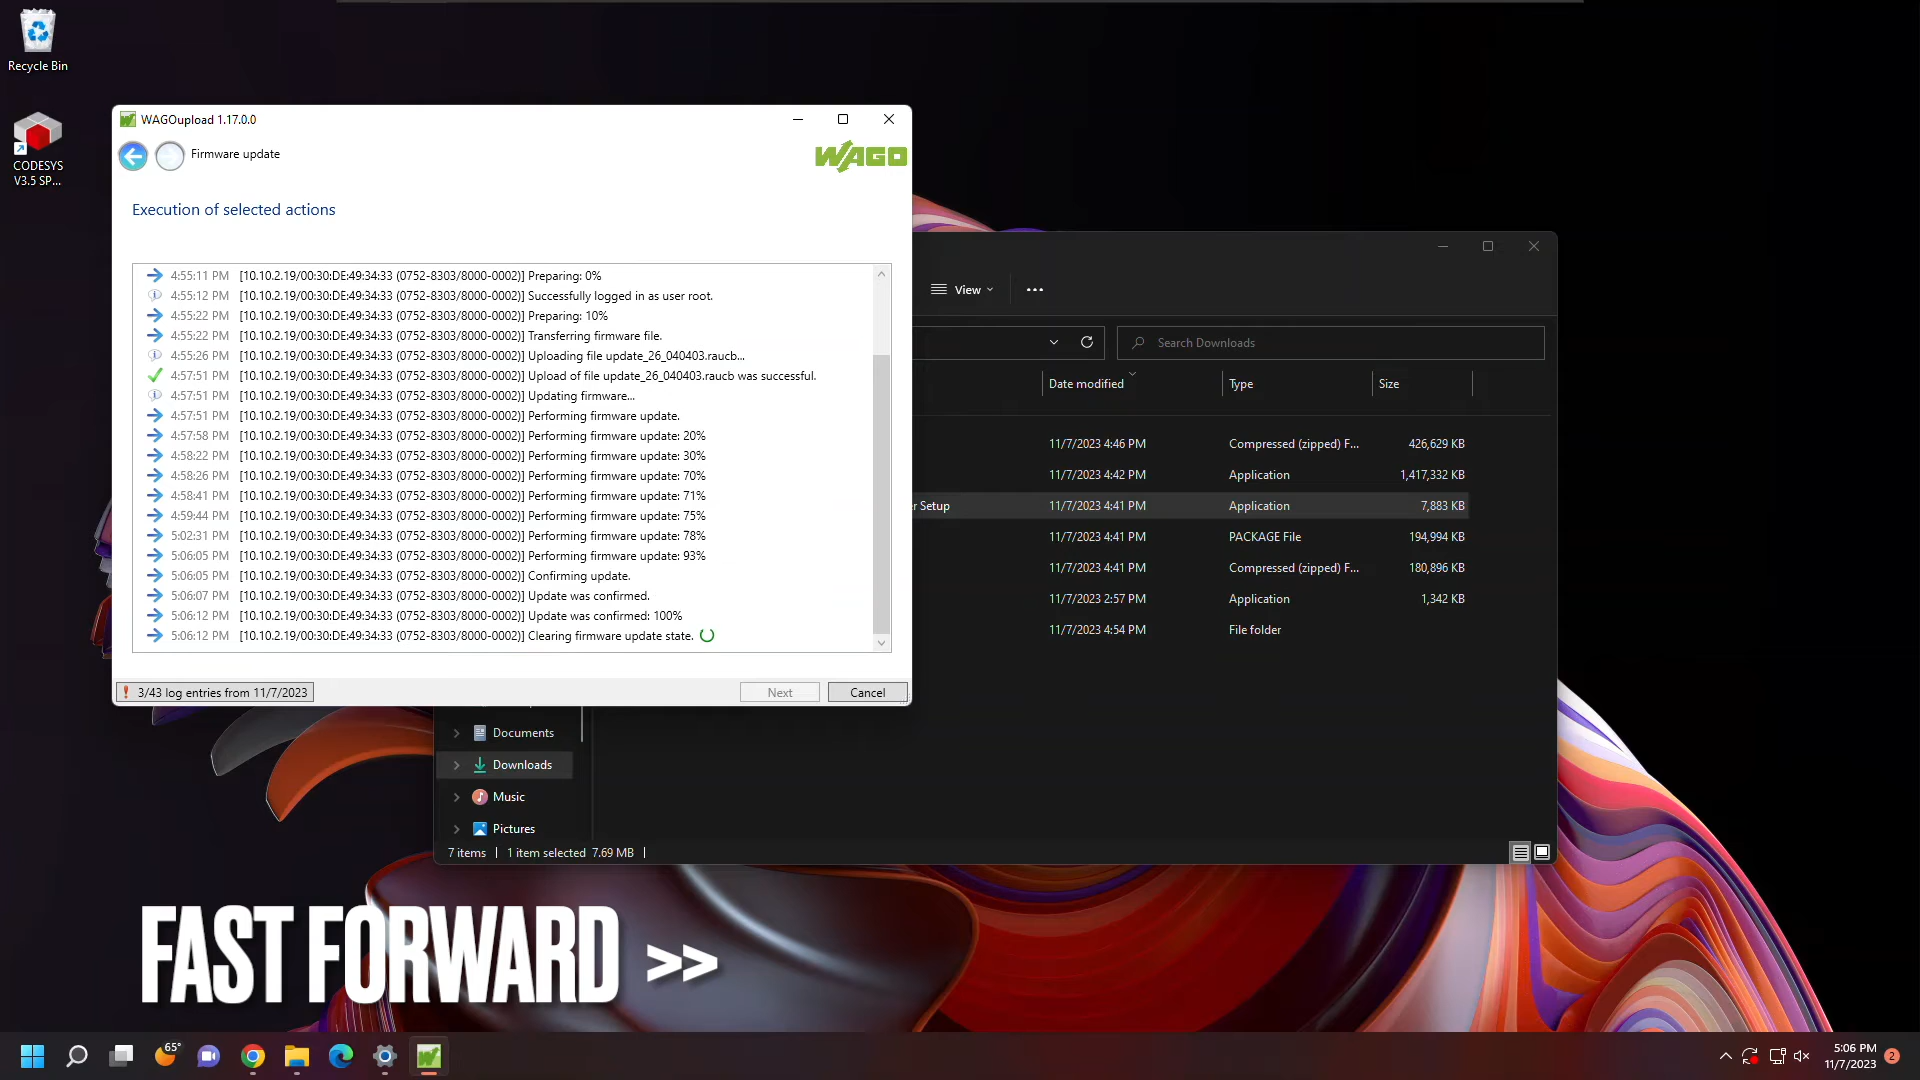 Recycle Bin
CODESYS
V3.5 SP...
WAGOupload 1.17.0.0
Firmware update
WAGO
Execution of selected actions
4:55:11 PM [10.10.2.19/00:30:DE:49:34:33 (0752-8303/8000-0002)] Preparing: 0%
4:55:12 PM [10.10.2.19/00:30:DE:49:34:33 (0752-8303/8000-0002)] Successfully logged in as user root.
4:55:22 PM [10.10.2.19/00:30:DE:49:34:33 (0752-8303/8000-0002)] Preparing: 10%
4:55:22 PM [10.10.2.19/00:30:DE:49:34:33 (0752-8303/8000-0002)] Transferring firmware file.
4:55:26 PM [10.10.2.19/00:30:DE:49:34:33 (0752-8303/8000-0002)] Uploading file update_26_040403.raucb...
4:57:51 PM [10.10.2.19/00:30:DE:49:34:33 (0752-8303/8000-0002)] Upload of file update_26_040403.raucb was successful.
4:57:51 PM [10.10.2.19/00:30:DE:49:34:33 (0752-8303/8000-0002)] Updating firmware...
4:57:51 PM [10.10.2.19/00:30:DE:49:34:33 (0752-8303/8000-0002)] Performing firmware update.
4:57:58 PM [10.10.2.19/00:30:DE:49:34:33 (0752-8303/8000-0002)] Performing firmware update: 20%
4:58:22 PM [10.10.2.19/00:30:DE:49:34:33 (0752-8303/8000-0002)] Performing firmware update: 30%
4:58:26 PM [10.10.2.19/00:30:DE:49:34:33 (0752-8303/8000-0002)] Performing firmware update: 70%
4:58:41 PM [10.10.2.19/00:30:DE:49:34:33 (0752-8303/8000-0002)] Performing firmware update: 71%
4:59:44 PM [10.10.2.19/00:30:DE:49:34:33 (0752-8303/8000-0002)] Performing firmware update: 75%
5:02:31 PM [10.10.2.19/00:30:DE:49:34:33 (0752-8303/8000-0002)] Performing firmware update: 78%
5:06:05 PM [10.10.2.19/00:30:DE:49:34:33 (0752-8303/8000-0002)] Performing firmware update: 93%
5:06:05 PM [10.10.2.19/00:30:DE:49:34:33 (0752-8303/8000-0002)] Confirming update.
5:06:07 PM [10.10.2.19/00:30:DE:49:34:33 (0752-8303/8000-0002)] Update was confirmed.
5:06:12 PM [10.10.2.19/00:30:DE:49:34:33 (0752-8303/8000-0002)] Update was confirmed: 100%
5:06:12 PM [10.10.2.19/00:30:DE:49:34:33 (0752-8303/8000-0002)] Clearing firmware update state.
3/43 log entries from 11/7/2023
Next
Cancel
View
Search Downloads
Date modified Type Size
11/7/2023 4:46 PM Compressed (zipped) F... 426,629 KB
11/7/2023 4:42 PM Application 1,417,332 KB
r Setup 11/7/2023 4:41 PM Application 7,883 KB
11/7/2023 4:41 PM PACKAGE File 194,994 KB
11/7/2023 4:41 PM Compressed (zipped) F... 180,896 KB
11/7/2023 2:57 PM Application 1,342 KB
11/7/2023 4:54 PM File folder
Documents
Downloads
Music
Pictures
7 items 1 item selected 7.69 MB
FAST FORWARD >>
65°
5:06 PM
11/7/2023
2